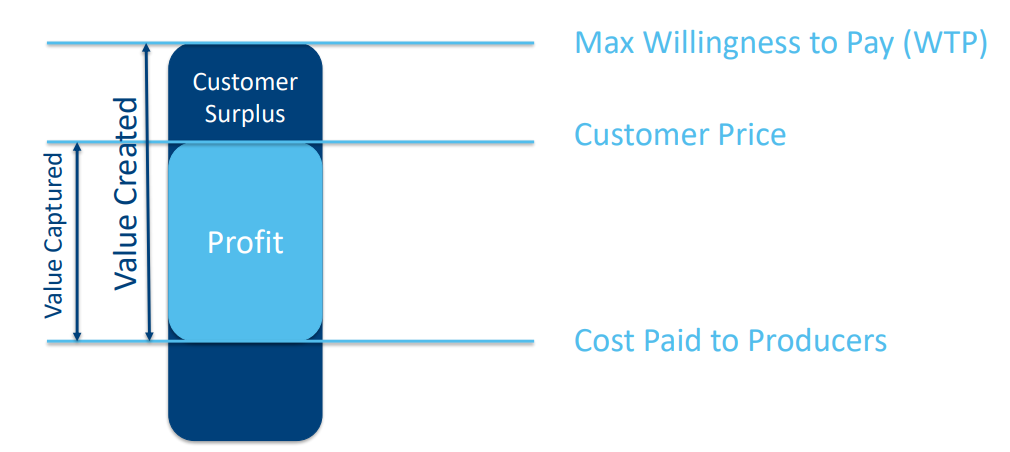 Max Willingness to Pay (WTP)
Customer
Surplus
Customer Price
Value Created
Value Captured
Profit
Cost Paid to Producers